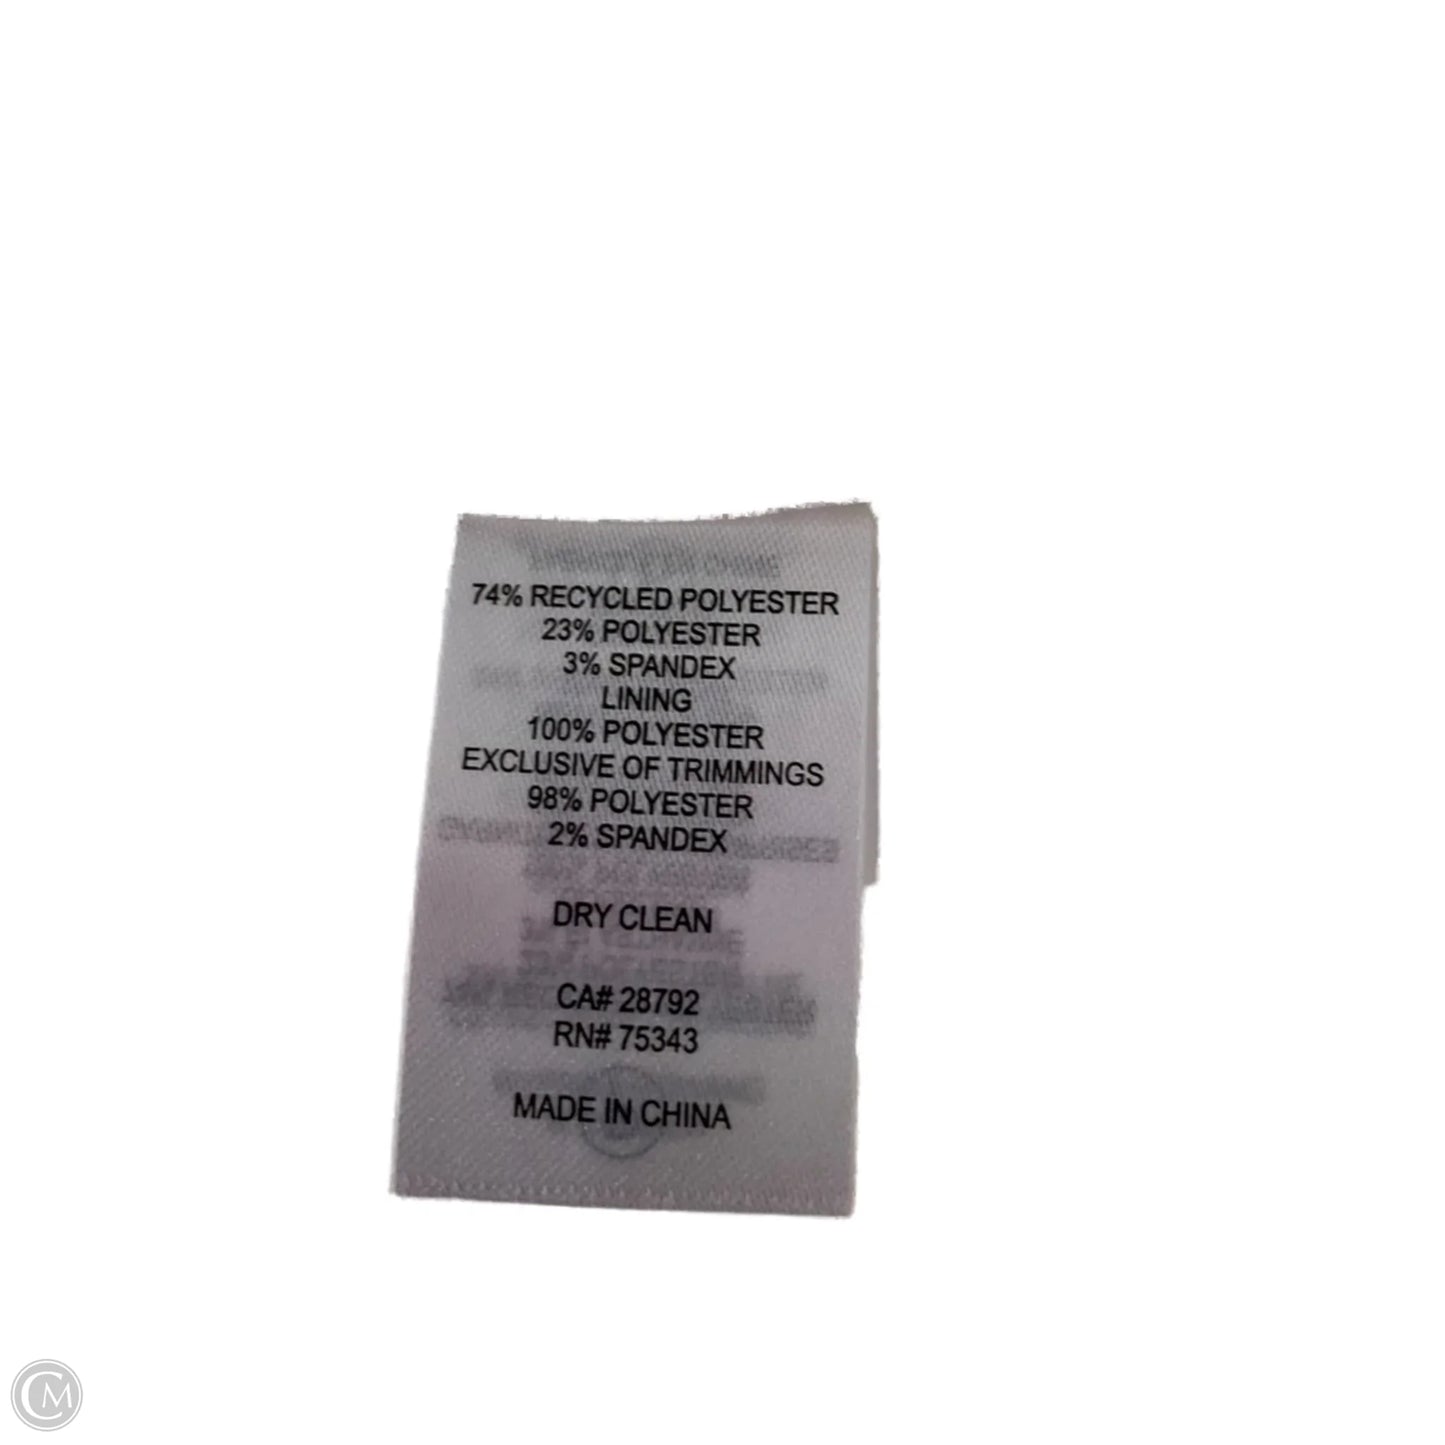 74% RECYCLED POLYESTER
23% POLYESTER
3% SPANDEX
LINING
100% POLYESTER
EXCLUSIVE OF TRIMMINGS
98% POLYESTER
2% SPANDEX
DRY CLEAN
CA# 28792
RN# 75343
MADE IN CHINA
CM